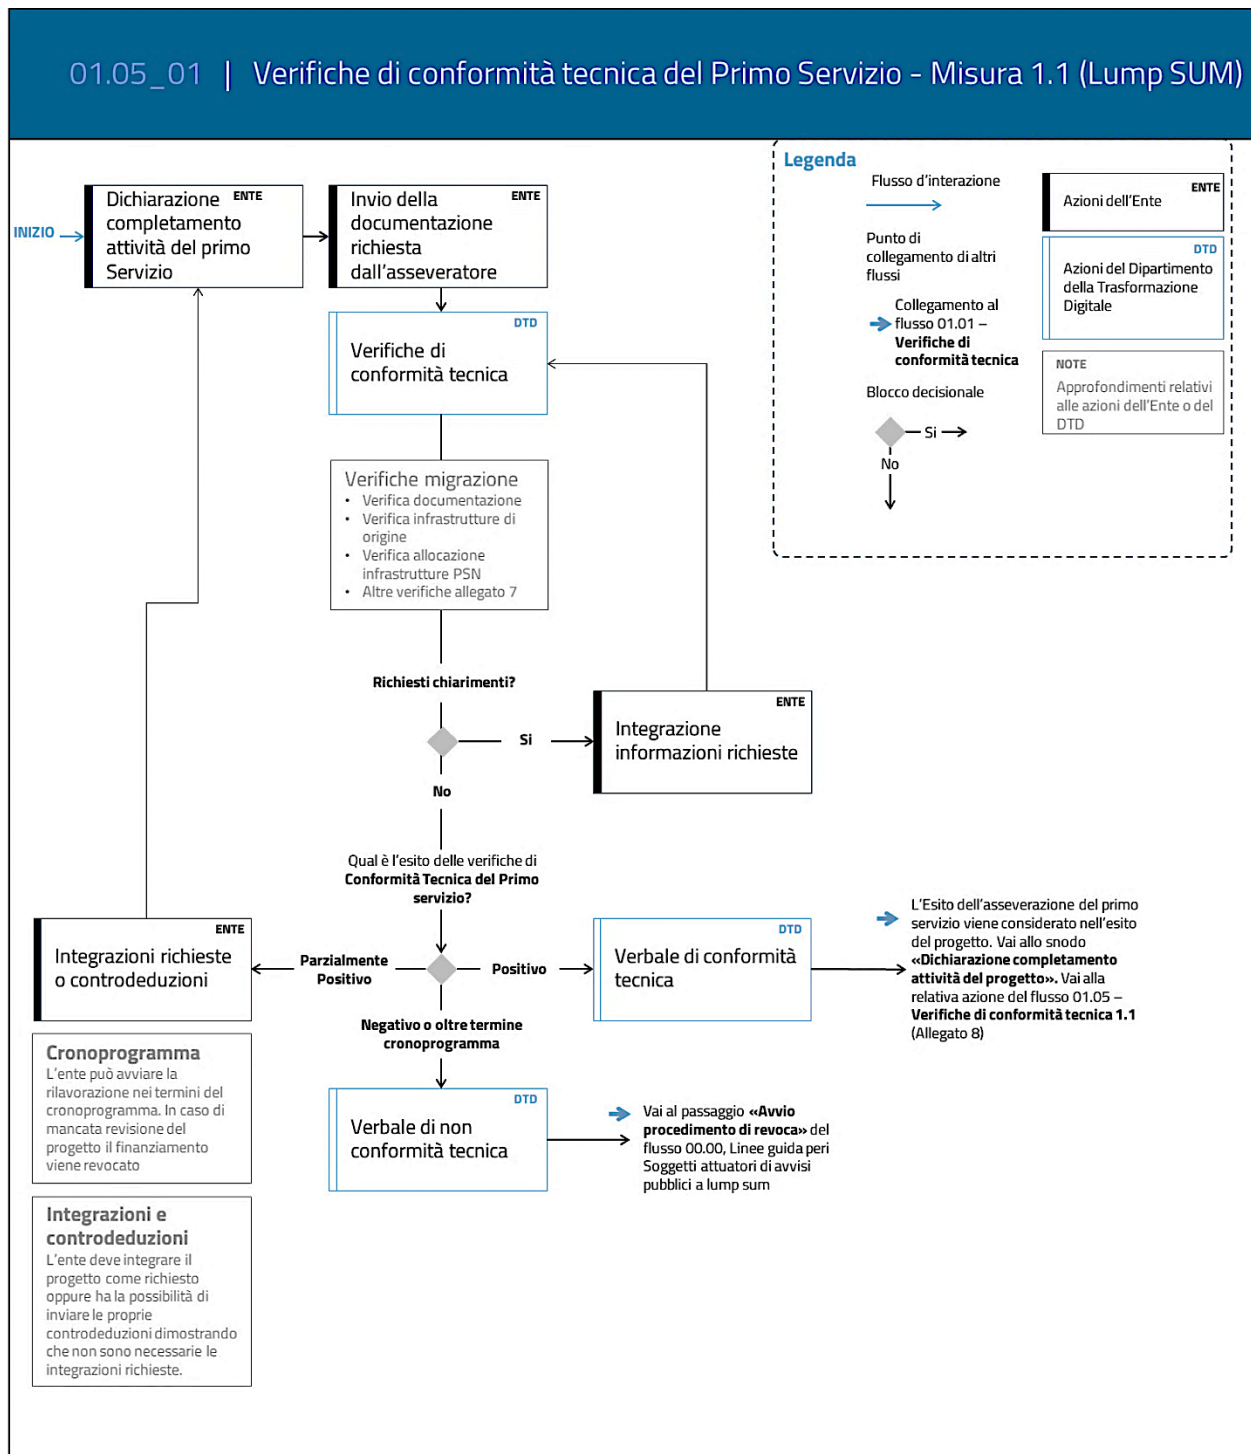 01.05_01 | Verifiche di conformità tecnica del Primo Servizio - Misura 1.1 (Lump SUM)
Legenda
Flusso d'interazione
Punto di
collegamento di altri
flussi
Collegamento al
flusso 01.01 –
Verifiche di
conformità tecnica
Blocco decisionale
Si
No
ENTE
Azioni dell'Ente
DTD
Azioni del Dipartimento
della Trasformazione
Digitale
NOTE
Approfondimenti relativi
alle azioni dell'Ente o del
DTD
INIZIO
ENTE
Dichiarazione
completamento
attività del primo
Servizio
ENTE
Invio della
documentazione
richiesta
dall'asseveratore
DTD
Verifiche di
conformità tecnica
Verifiche migrazione
• Verifica documentazione
• Verifica infrastrutture di
origine
• Verifica allocazione
infrastrutture PSN
• Altre verifiche allegato 7
Richiesti chiarimenti?
Si
ENTE
Integrazione
informazioni richieste
No
Qual è l'esito delle verifiche di
Conformità Tecnica del Primo
servizio?
ENTE
Integrazioni richieste
o controdeduzioni
Parzialmente
Positivo
Positivo
DTD
Verbale di conformità
tecnica
L'Esito dell'asseverazione del primo
servizio viene considerato nell'esito
del progetto. Vai allo snodo
«Dichiarazione completamento
attività del progetto». Vai alla
relativa azione del flusso 01.05 –
Verifiche di conformità tecnica 1.1
(Allegato 8)
Negativo o oltre termine
cronoprogramma
DTD
Verbale di non
conformità tecnica
Vai al passaggio «Avvio
procedimento di revoca» del
flusso 00.00, Linee guida peri
Soggetti attuatori di avvisi
pubblici a lump sum
Cronoprogramma
L'ente può avviare la
rilavorazione nei termini del
cronoprogramma. In caso di
mancata revisione del
progetto il finanziamento
viene revocato
Integrazioni e
controdeduzioni
L'ente deve integrare il
progetto come richiesto
oppure ha la possibilità di
inviare le proprie
controdeduzioni dimostrando
che non sono necessarie le
integrazioni richieste.